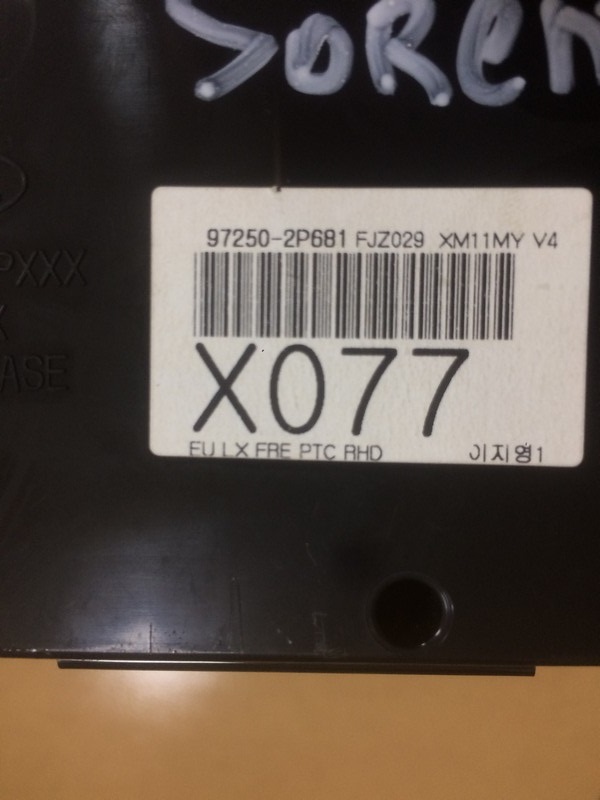 SOREN
97250-2P681 FJZ029 XM11MY V4
X077
EU LX FRE PTC RHD 이지영1
PXXX
X
ASE